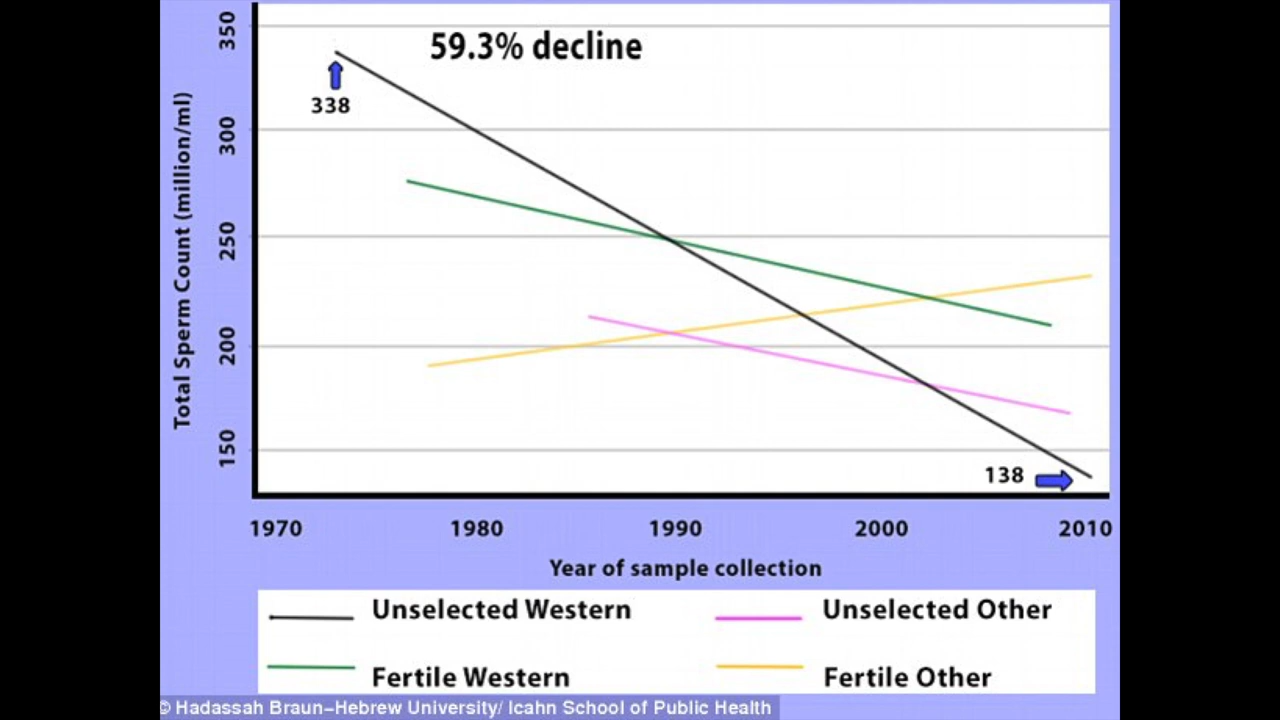 59.3% decline
350
300
250
200
150
338
138
Total Sperm Count (million/ml)
1970 1980 1990 2000 2010
Year of sample collection
Unselected Western Unselected Other
Fertile Western Fertile Other
© Hadassah Braun–Hebrew University/ Icahn School of Public Health